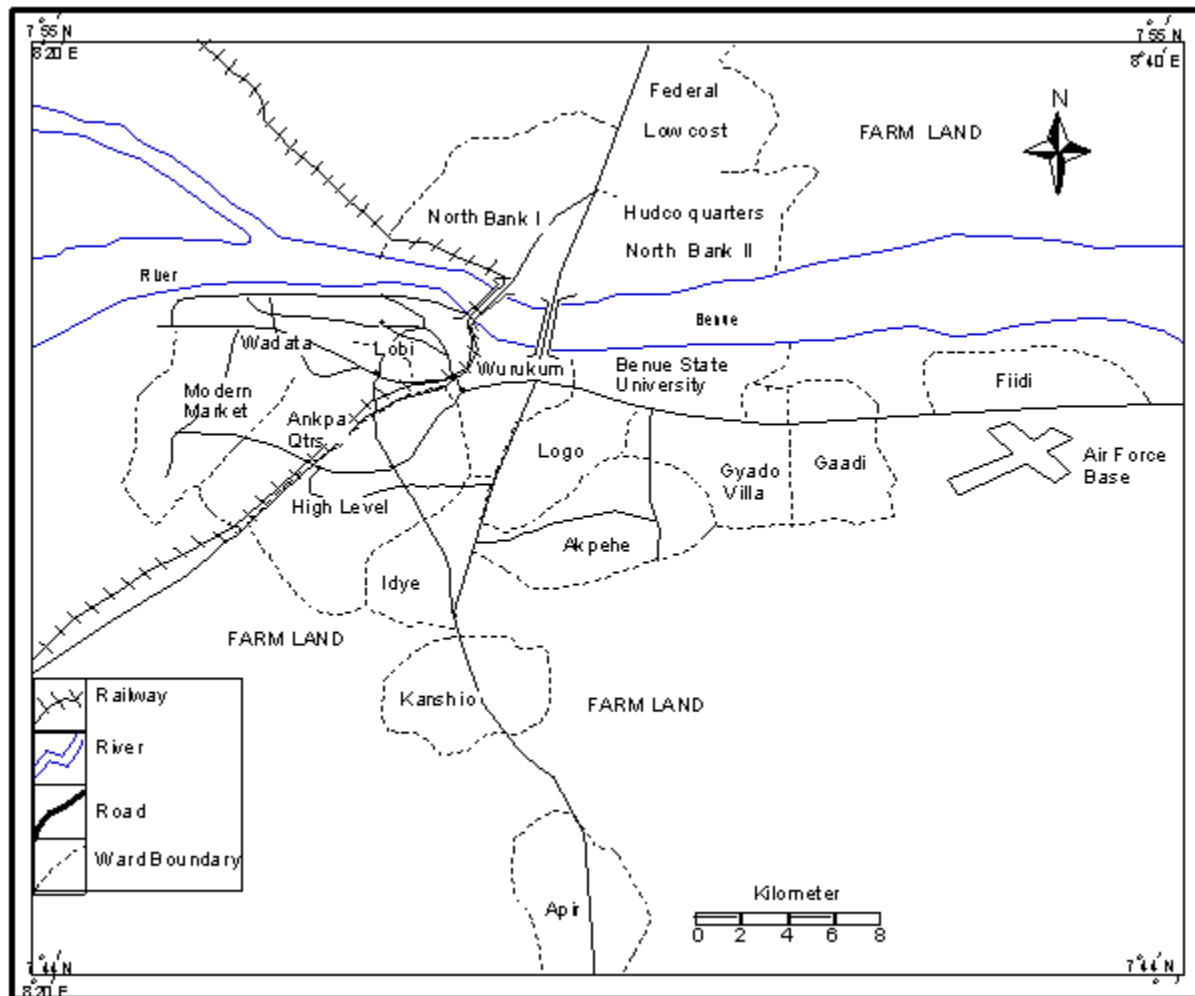 7°55′N
7°55′N
8°20′E
8°40′E
Federal
Low cost
FARM LAND
N
North Bank I
Hudco quarters
North Bank II
River
Benue
Wadata
Lobi
Wurukum
Benue State
University
Fiidi
Modern
Market
Ankpa
Qtrs
Logo
Gyado
Villa
Gaadi
Air Force
Base
High Level
Akpehe
Idye
FARM LAND
Kanshio
FARM LAND
Railway
River
Road
Ward Boundary
Apir
Kilometer
0 2 4 6 8
7°44′N
7°44′N
8°20′E